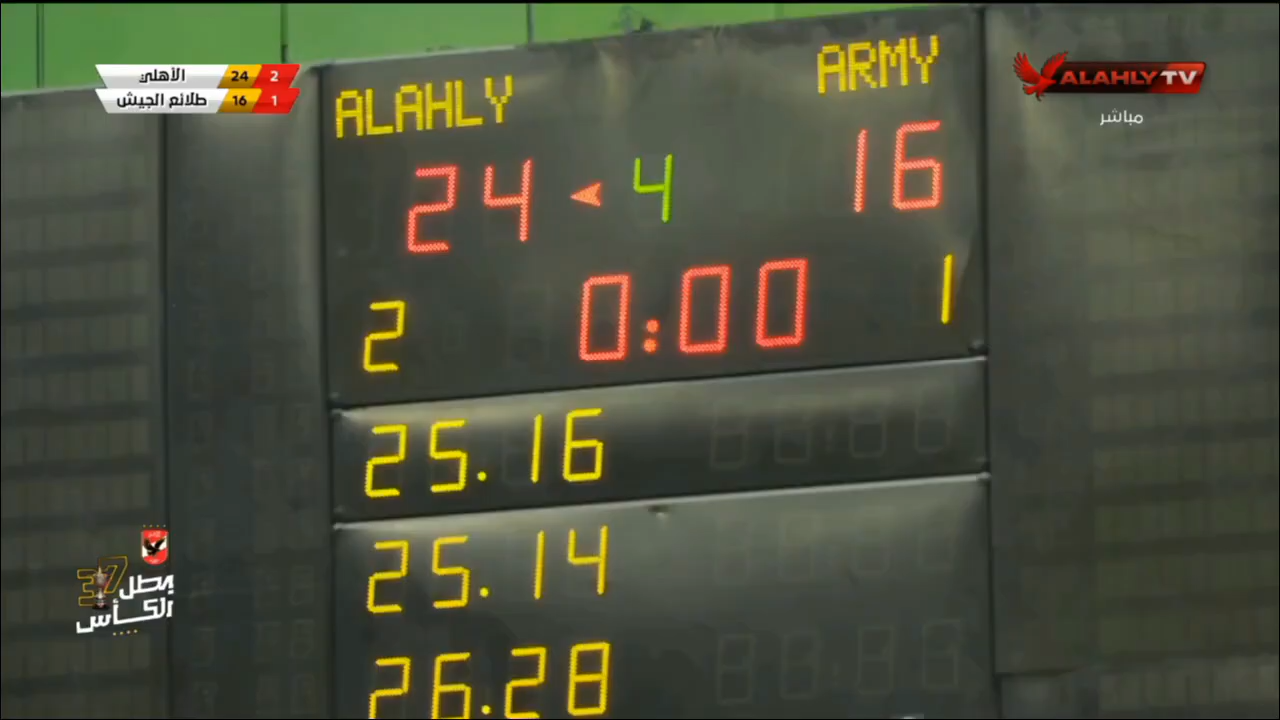 الأهلي 24 2
طلائع الجيش 16 1
ALAHLY TV
مباشر
ALAHLY ARMY
24 4 16
2 0:00 1
25.16
25.14
26.28
37
بطل
الكأس